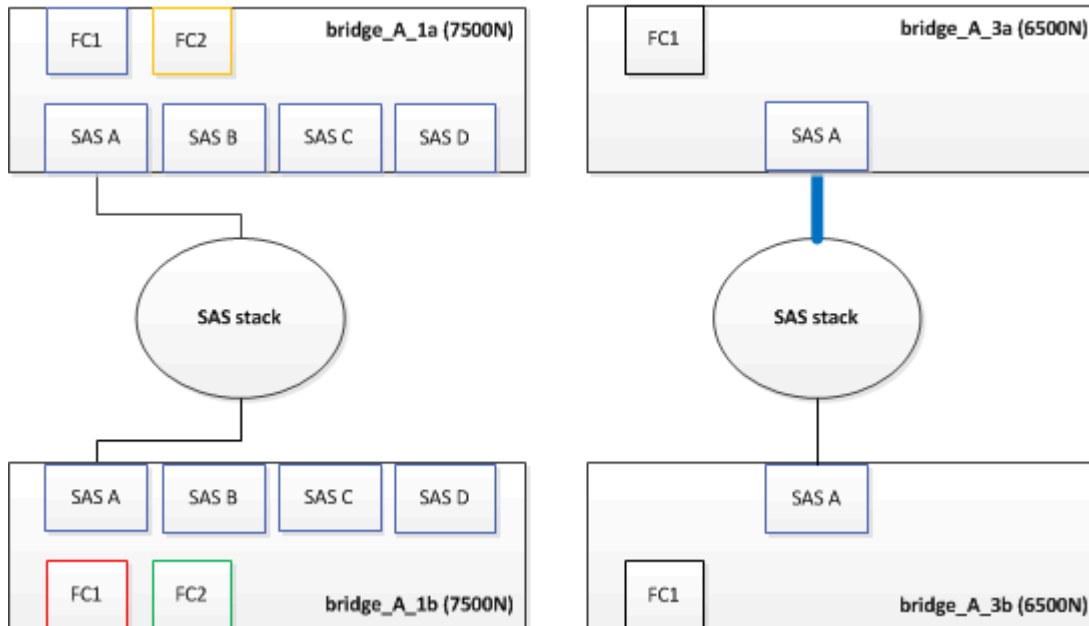 bridge_A_1a (7500N)
FC1
FC2
SAS A
SAS B
SAS C
SAS D
bridge_A_3a (6500N)
FC1
SAS A
SAS stack
SAS stack
SAS A
SAS B
SAS C
SAS D
FC1
FC2
bridge_A_1b (7500N)
SAS A
FC1
bridge_A_3b (6500N)